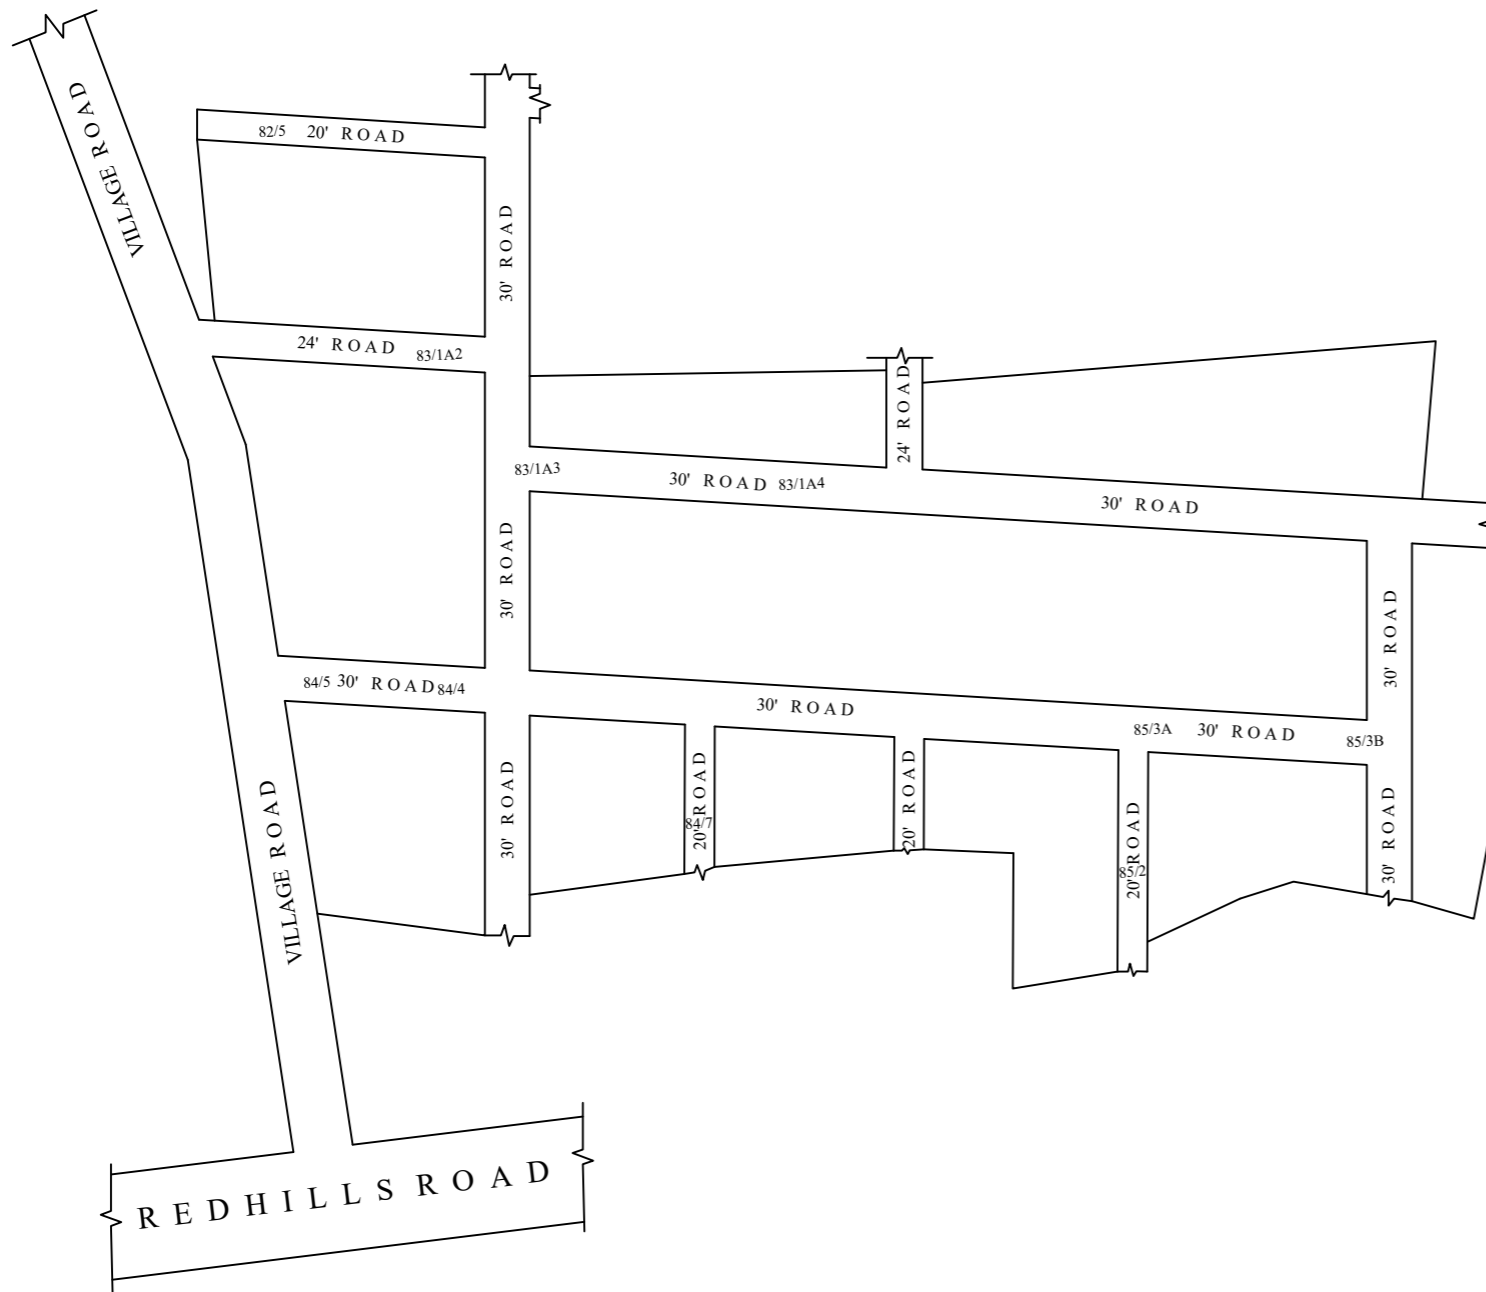 VILLAGE ROAD
82/5 20' ROAD
30' ROAD
24' ROAD 83/1A2
24' ROAD
83/1A3
30' ROAD 83/1A4
30' ROAD
30' ROAD
30' ROAD
84/5 30' ROAD 84/4
30' ROAD
85/3A 30' ROAD 85/3B
VILLAGE ROAD
30' ROAD
20' ROAD
84/7
20' ROAD
20' ROAD
85/2
30' ROAD
REDHILLS ROAD